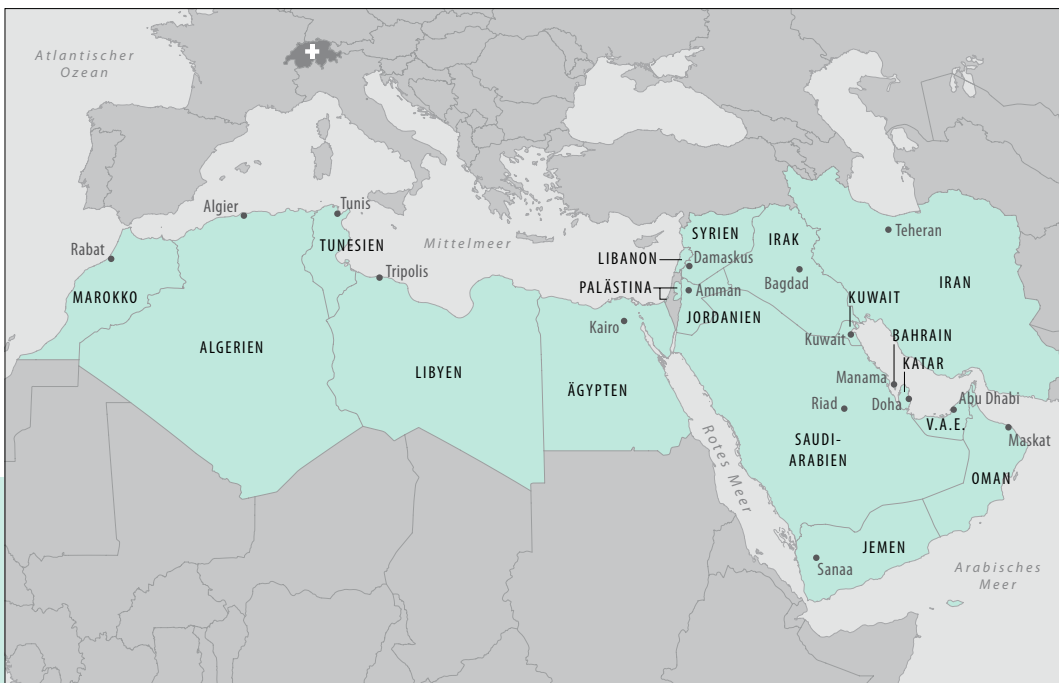 Atlantischer
Ozean
Algier
Tunis
Rabat
TUNESIEN
Mittelmeer
Tripolis
MAROKKO
ALGERIEN
LIBYEN
Kairo
ÄGYPTEN
SYRIEN
LIBANON
Damaskus
PALÄSTINA
Amman
JORDANIEN
IRAK
Bagdad
Teheran
IRAN
KUWAIT
Kuwait
BAHRAIN
KATAR
Manama
Doha
Abu Dhabi
V.A.E.
Riad
Maskat
SAUDI-
ARABIEN
OMAN
Rotes Meer
JEMEN
Sanaa
Arabisches
Meer